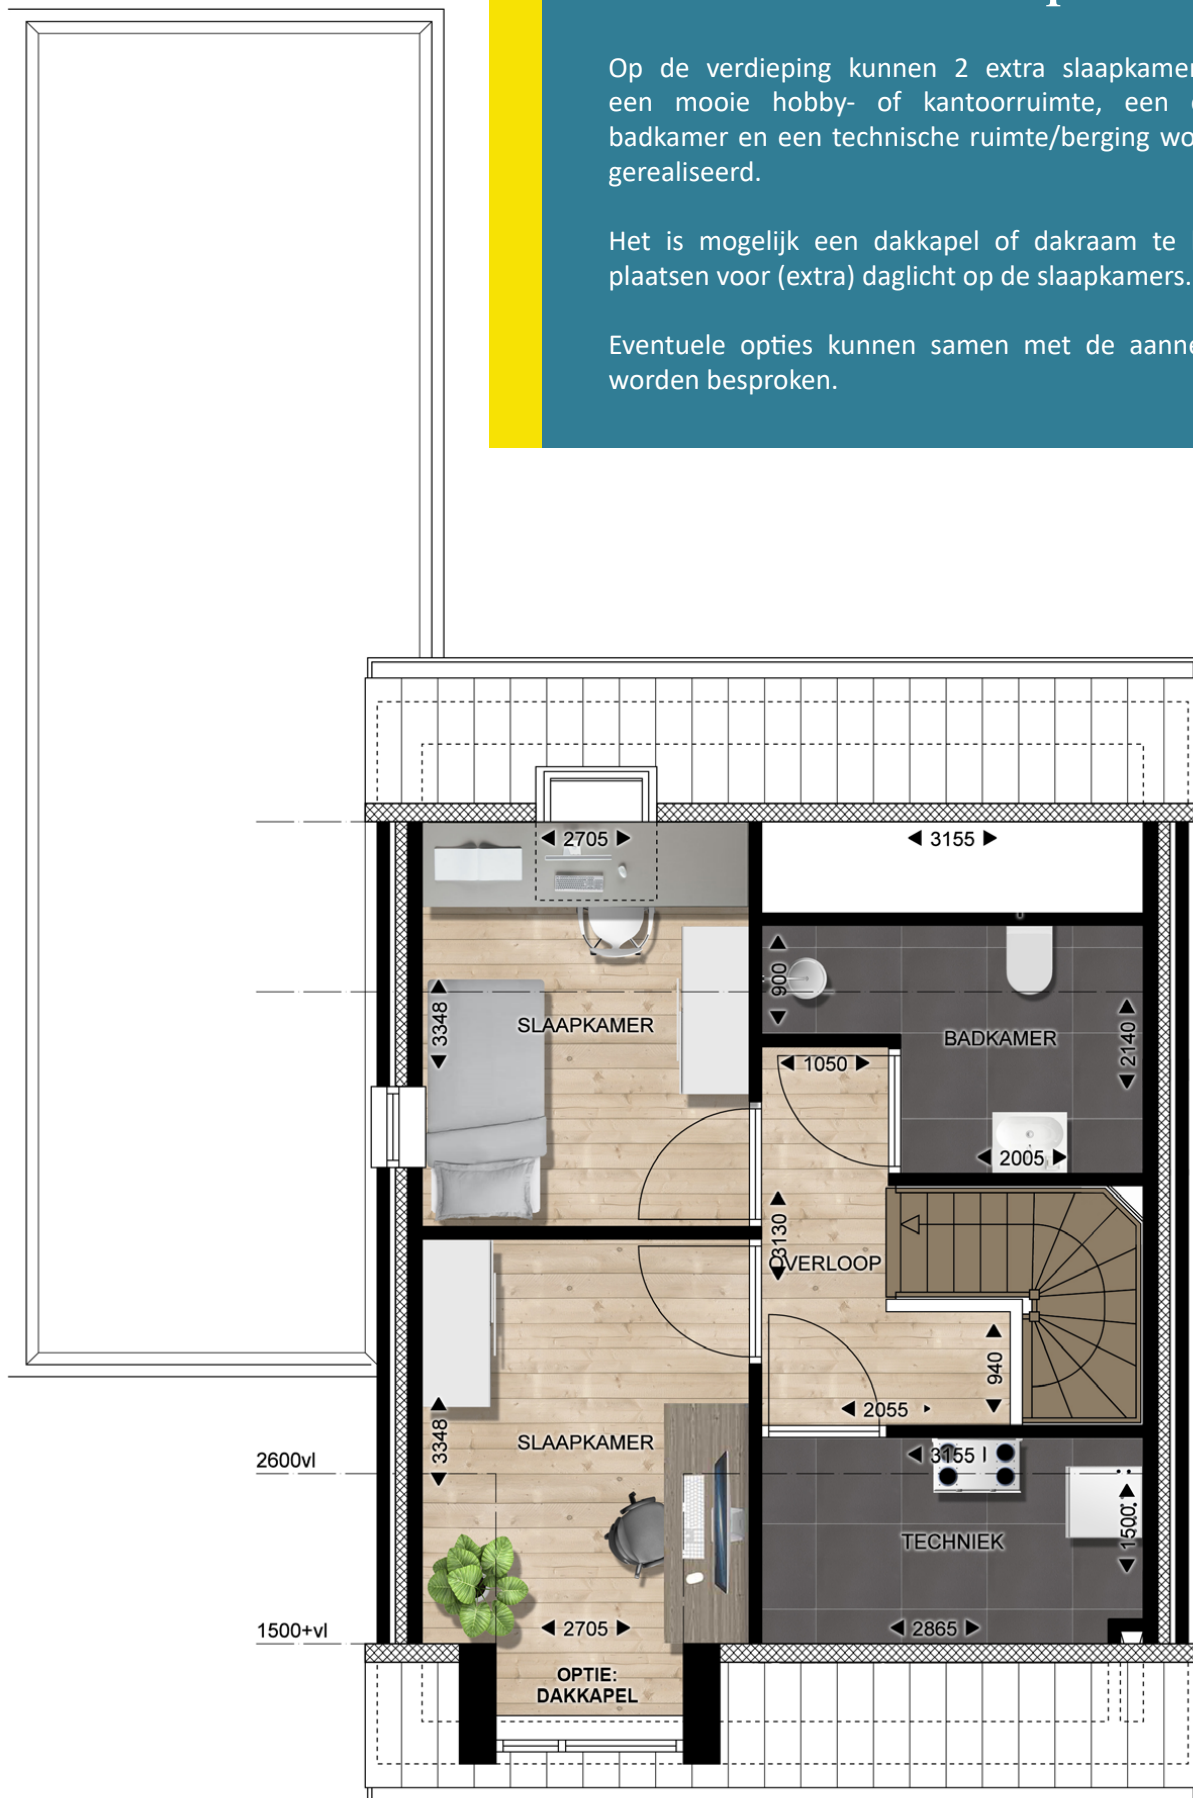 Op de verdieping kunnen 2 extra slaapkamer
een mooie hobby- of kantoorruimte, een
badkamer en een technische ruimte/berging wo
gerealiseerd.
Het is mogelijk een dakkapel of dakraam te
plaatsen voor (extra) daglicht op de slaapkamers.
Eventuele opties kunnen samen met de aanne
worden besproken.
2705
3155
900
3348
SLAAPKAMER
BADKAMER
2140
1050
2005
3130
OVERLOOP
940
2055
3348
SLAAPKAMER
3155
2600vl
1500
TECHNIEK
2705
2865
1500+vl
OPTIE:
DAKKAPEL